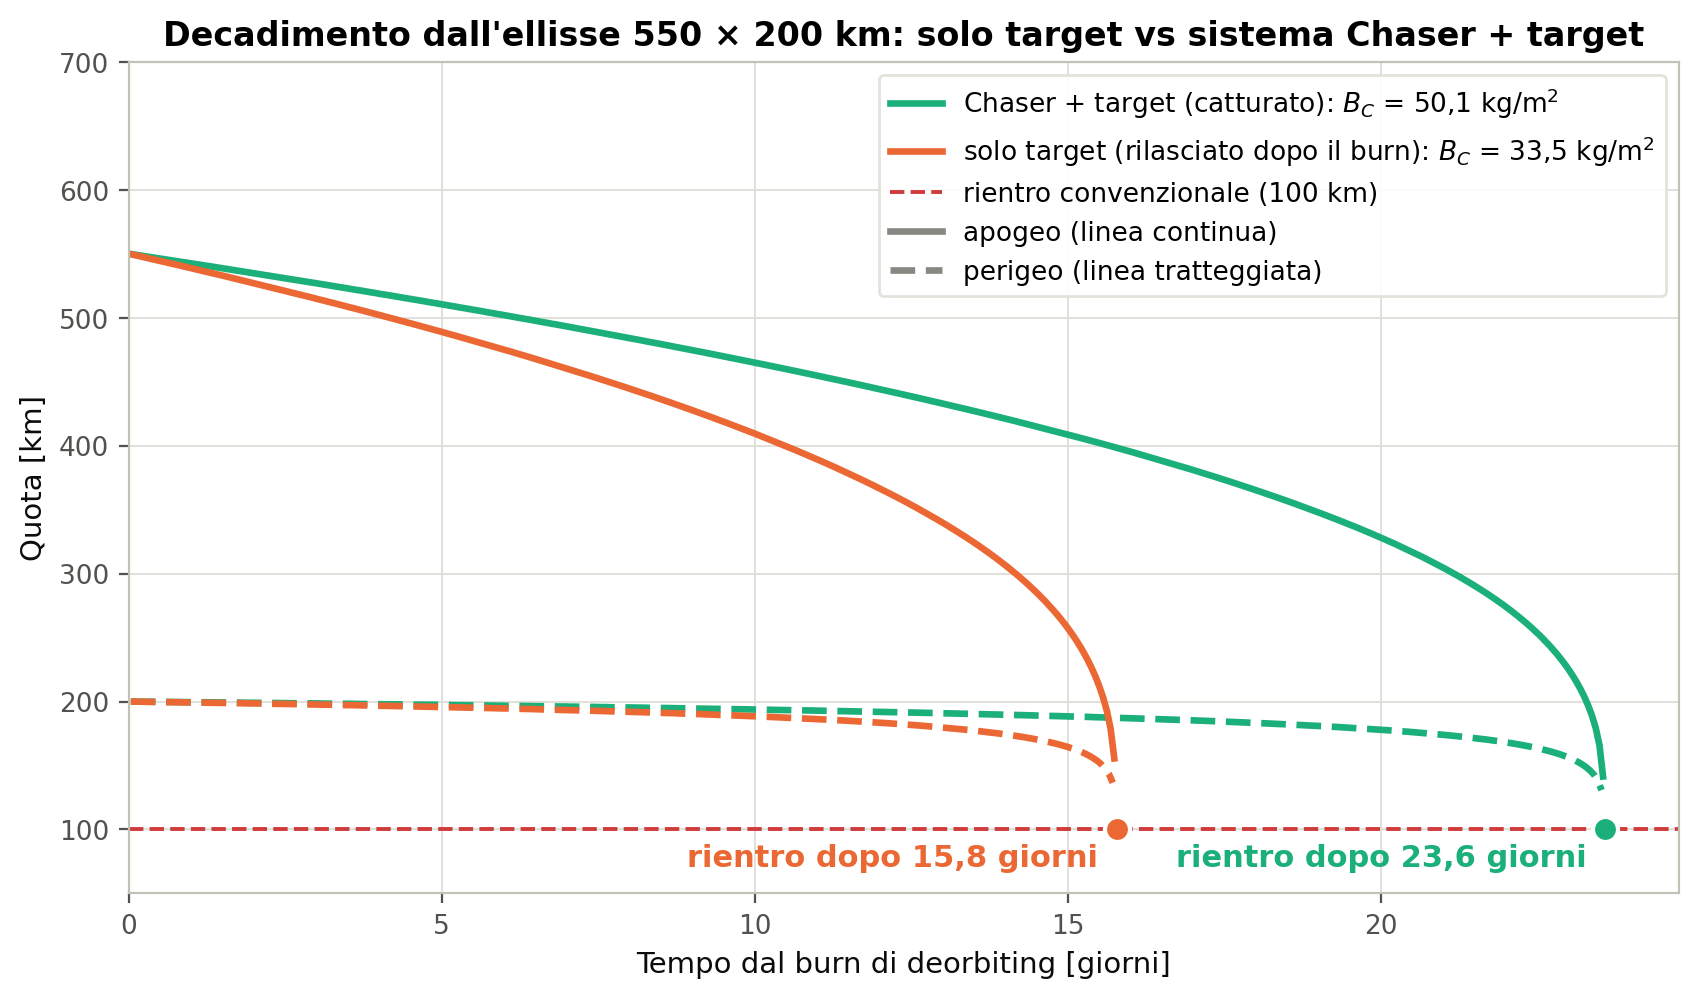 Decadimento dall'ellisse 550 × 200 km: solo target vs sistema Chaser + target
Chaser + target (catturato): B_C = 50,1 kg/m²
solo target (rilasciato dopo il burn): B_C = 33,5 kg/m²
rientro convenzionale (100 km)
apogeo (linea continua)
perigeo (linea tratteggiata)
Quota [km]
700
600
500
400
300
200
100
rientro dopo 15,8 giorni
rientro dopo 23,6 giorni
0
5
10
15
20
Tempo dal burn di deorbiting [giorni]